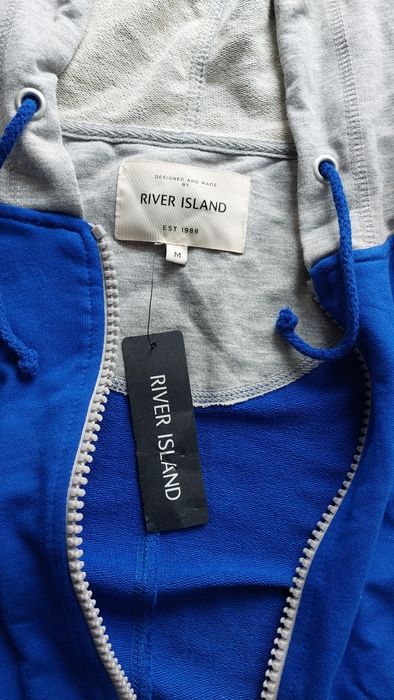 DESIGNED AND MADE
BY
RIVER ISLAND
EST 1988
M
RIVER ISLAND